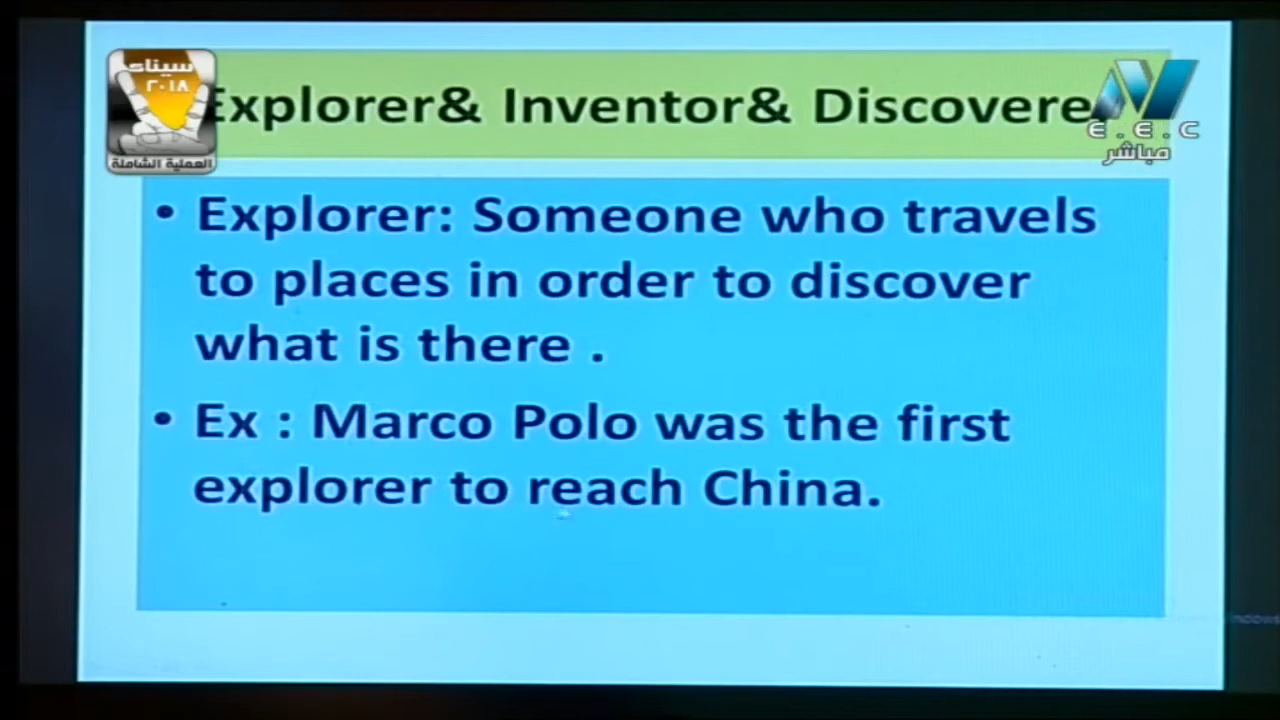 سيناء
٢٠١٨
العملية الشاملة
Explorer& Inventor& Discoverer
E.E.C
مباشر
• Explorer: Someone who travels
to places in order to discover
what is there .
• Ex : Marco Polo was the first
explorer to reach China.